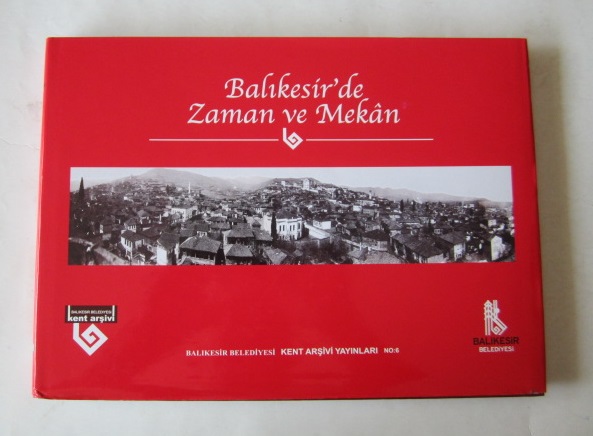 Balıkesir'de
Zaman ve Mekân
BALIKESİR BELEDİYESİ
kent arşivi
BALIKESİR BELEDİYESİ KENT ARŞİVİ YAYINLARI NO:6
BALIKESİR
BELEDİYESİ